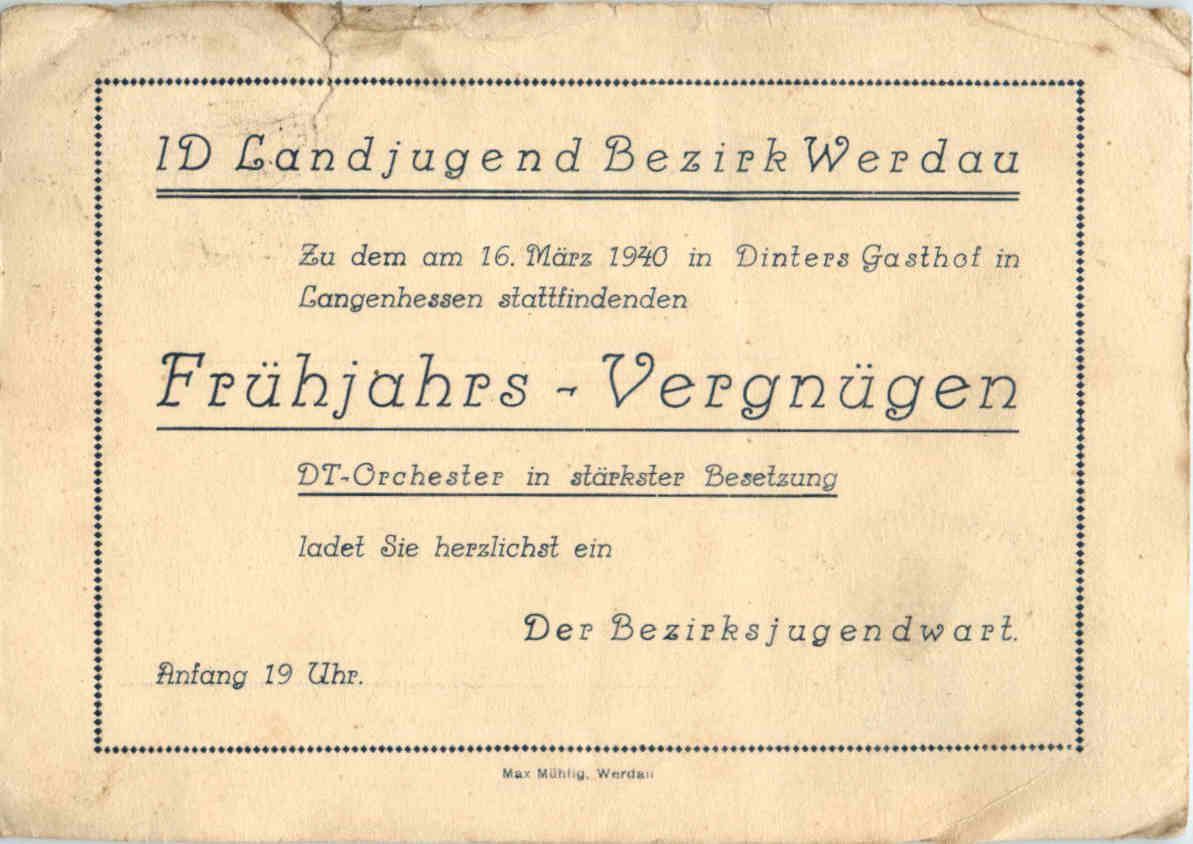 1D Landjugend Bezirk Werdau
Zu dem am 16. März 1940 in Dinters Gasthof in
Langenhessen stattfindenden
Frühjahrs - Vergnügen
DT-Orchester in stärkster Besetzung
ladet Sie herzlichst ein
Der Bezirksjugendwart.
Anfang 19 Uhr.
Max Mühlig, Werdau